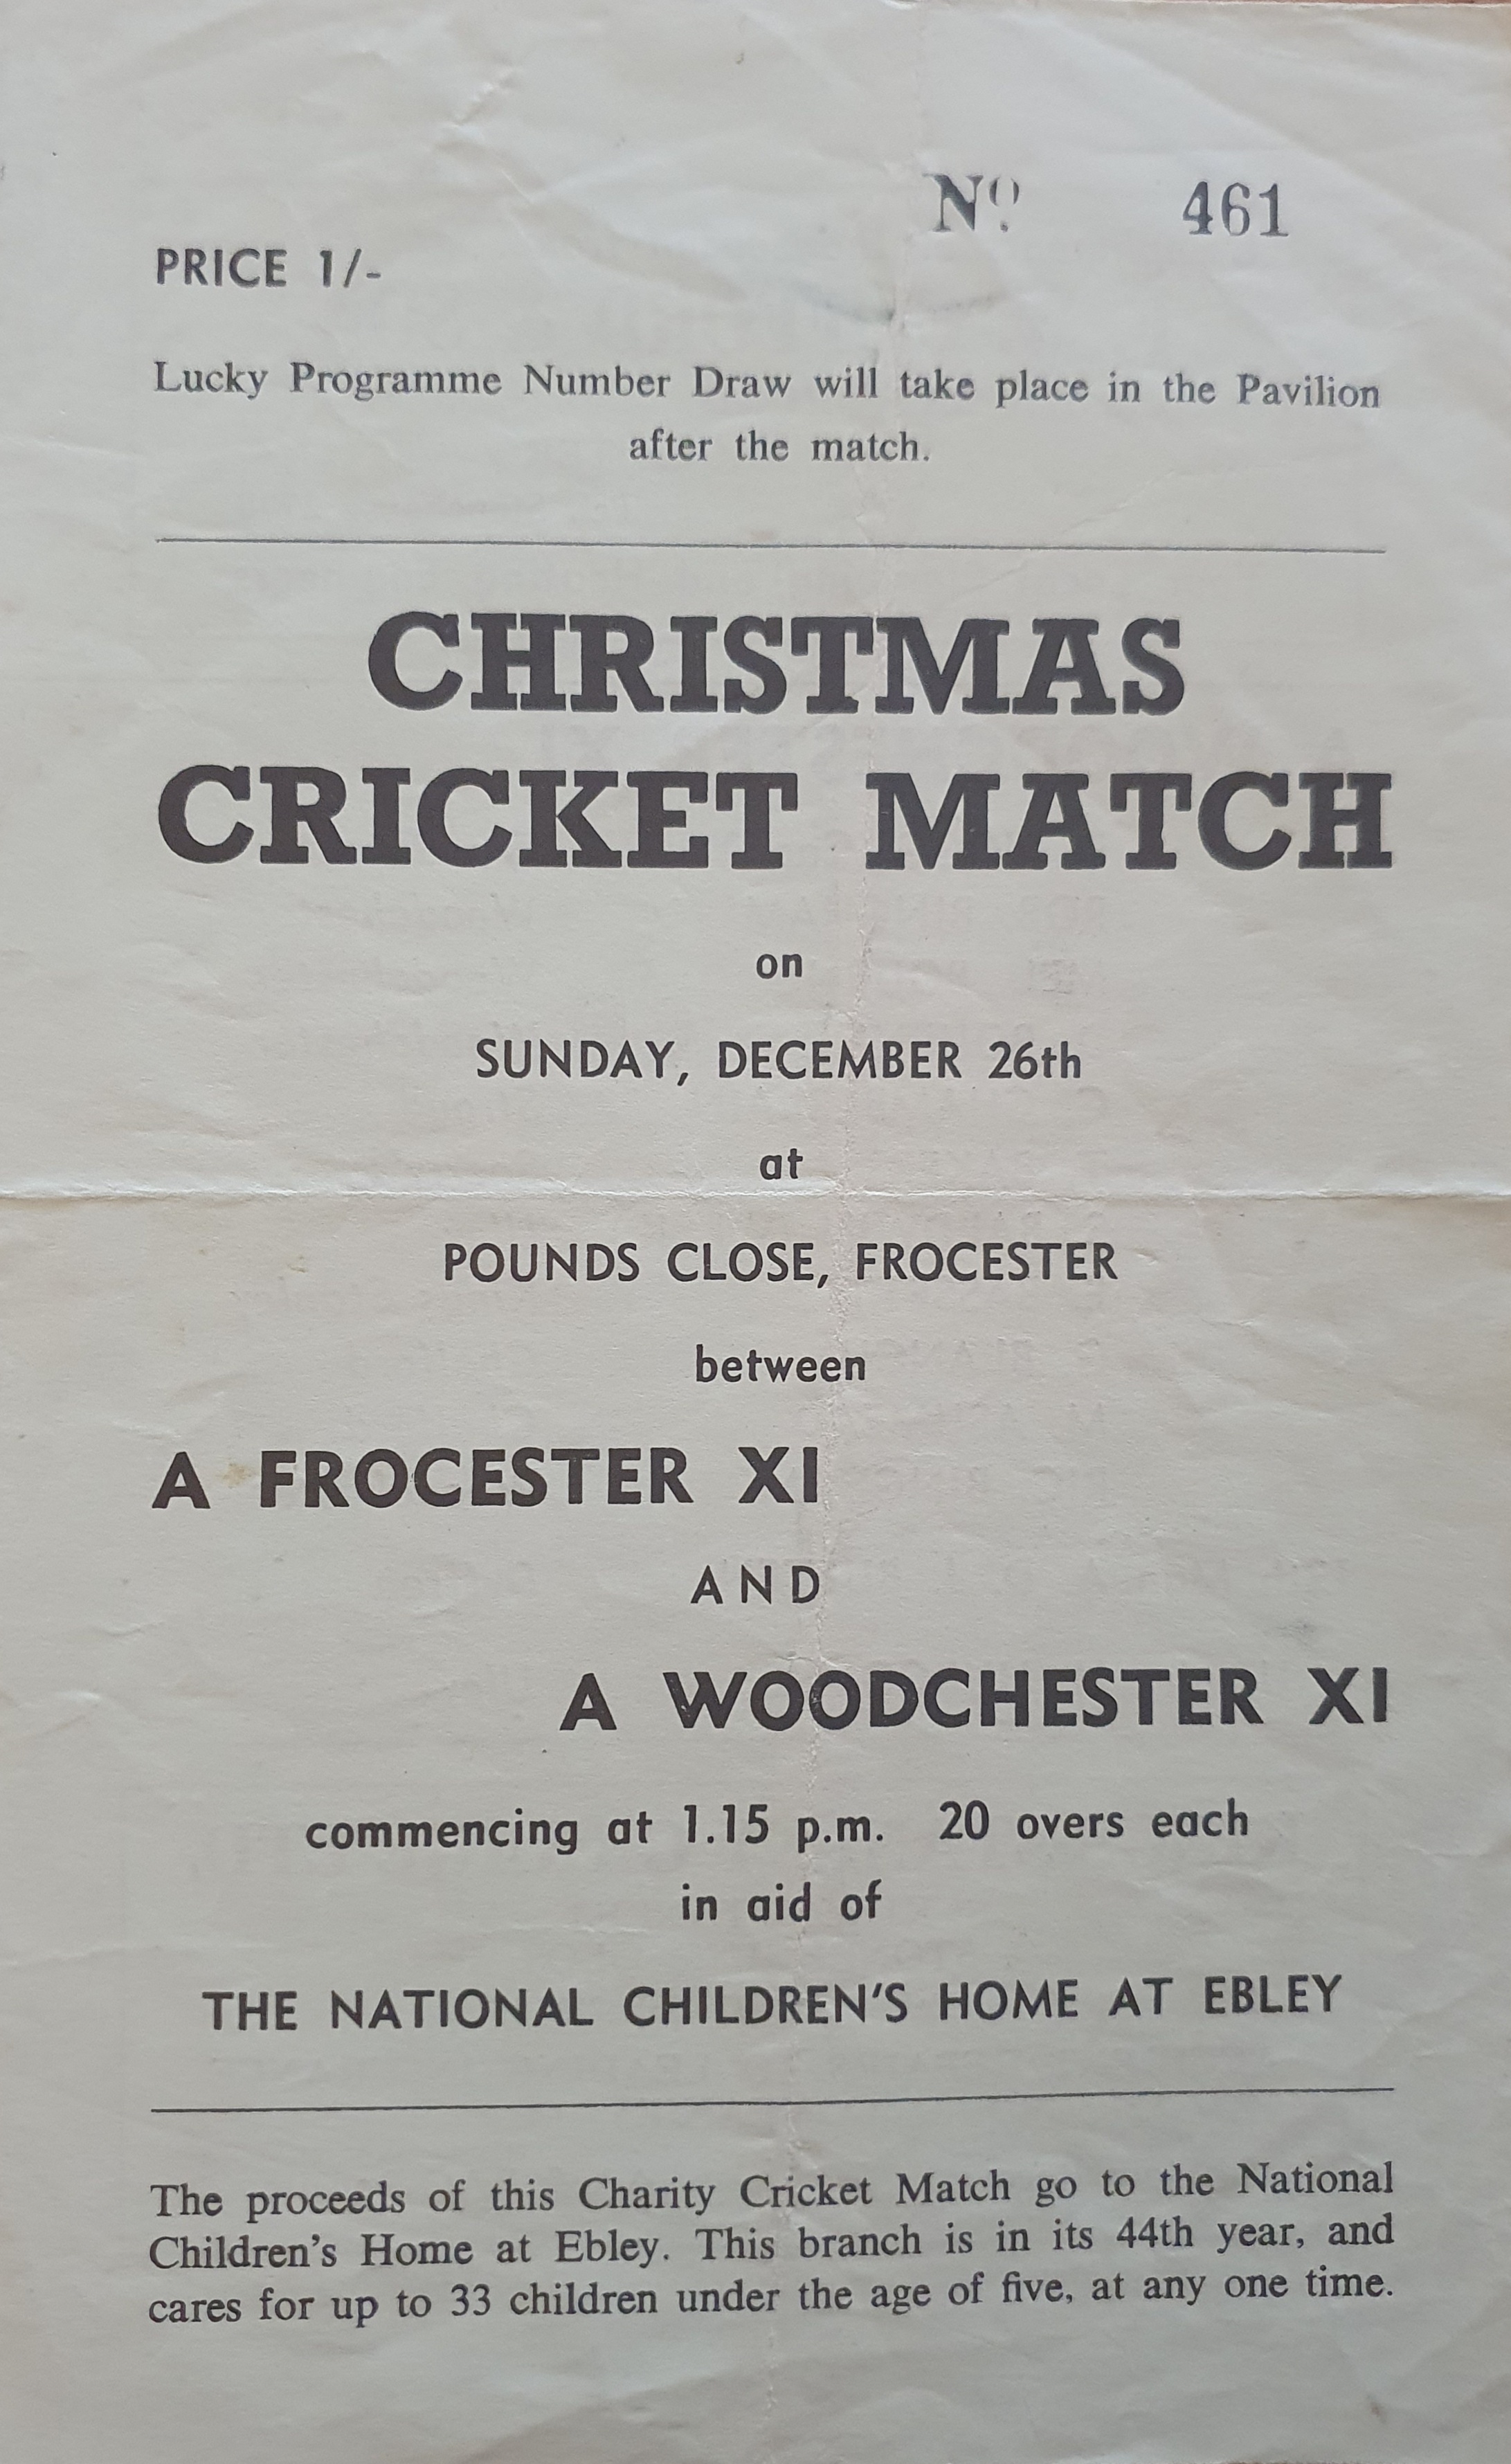 Nº 461
PRICE 1/-
Lucky Programme Number Draw will take place in the Pavilion
after the match.
CHRISTMAS
CRICKET MATCH
on
SUNDAY, DECEMBER 26th
at
POUNDS CLOSE, FROCESTER
between
A FROCESTER XI
AND
A WOODCHESTER XI
commencing at 1.15 p.m. 20 overs each
in aid of
THE NATIONAL CHILDREN'S HOME AT EBLEY
The proceeds of this Charity Cricket Match go to the National
Children's Home at Ebley. This branch is in its 44th year, and
cares for up to 33 children under the age of five, at any one time.